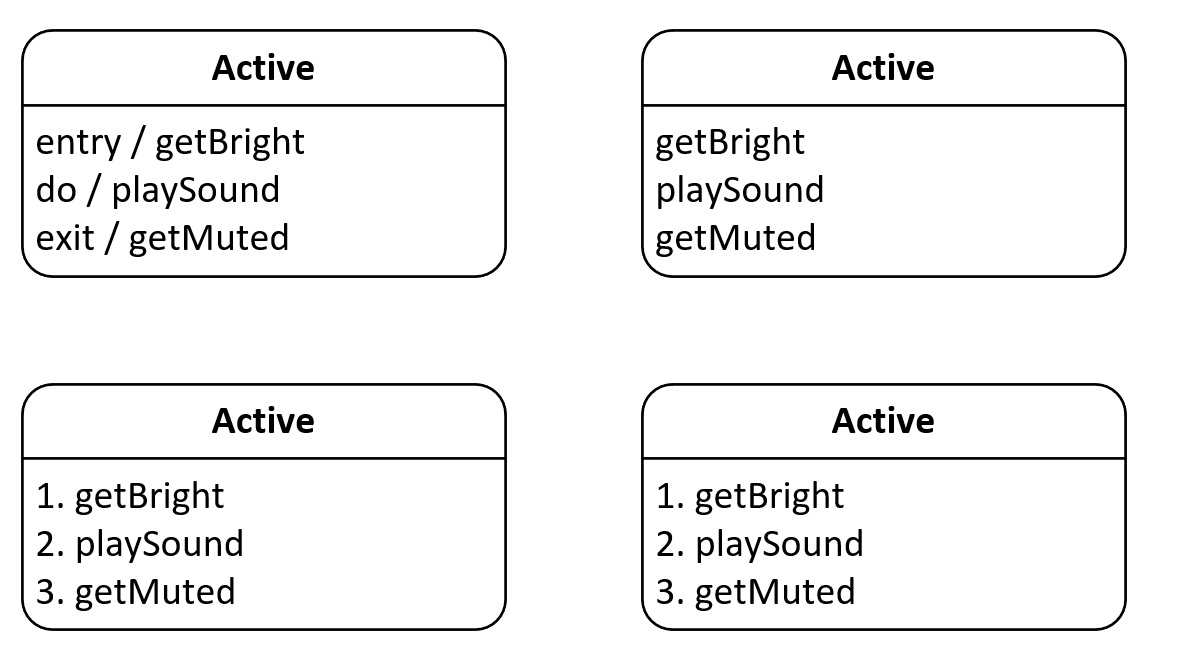 Active
entry / getBright
do / playSound
exit / getMuted
Active
getBright
playSound
getMuted
Active
1. getBright
2. playSound
3. getMuted
Active
1. getBright
2. playSound
3. getMuted